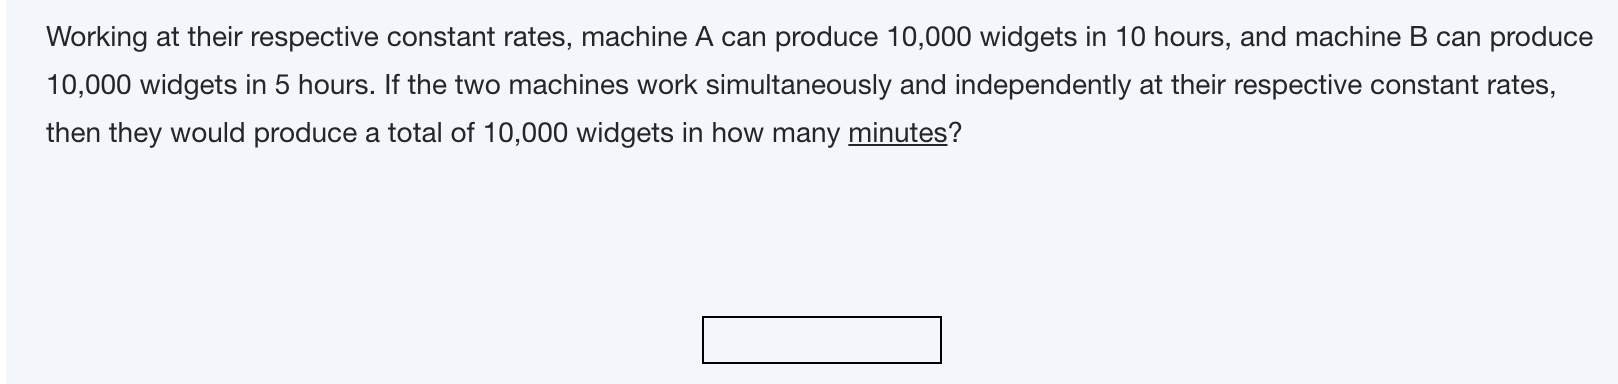 Working at their respective constant rates, machine A can produce 10,000 widgets in 10 hours, and machine B can produce
10,000 widgets in 5 hours. If the two machines work simultaneously and independently at their respective constant rates,
then they would produce a total of 10,000 widgets in how many minutes?